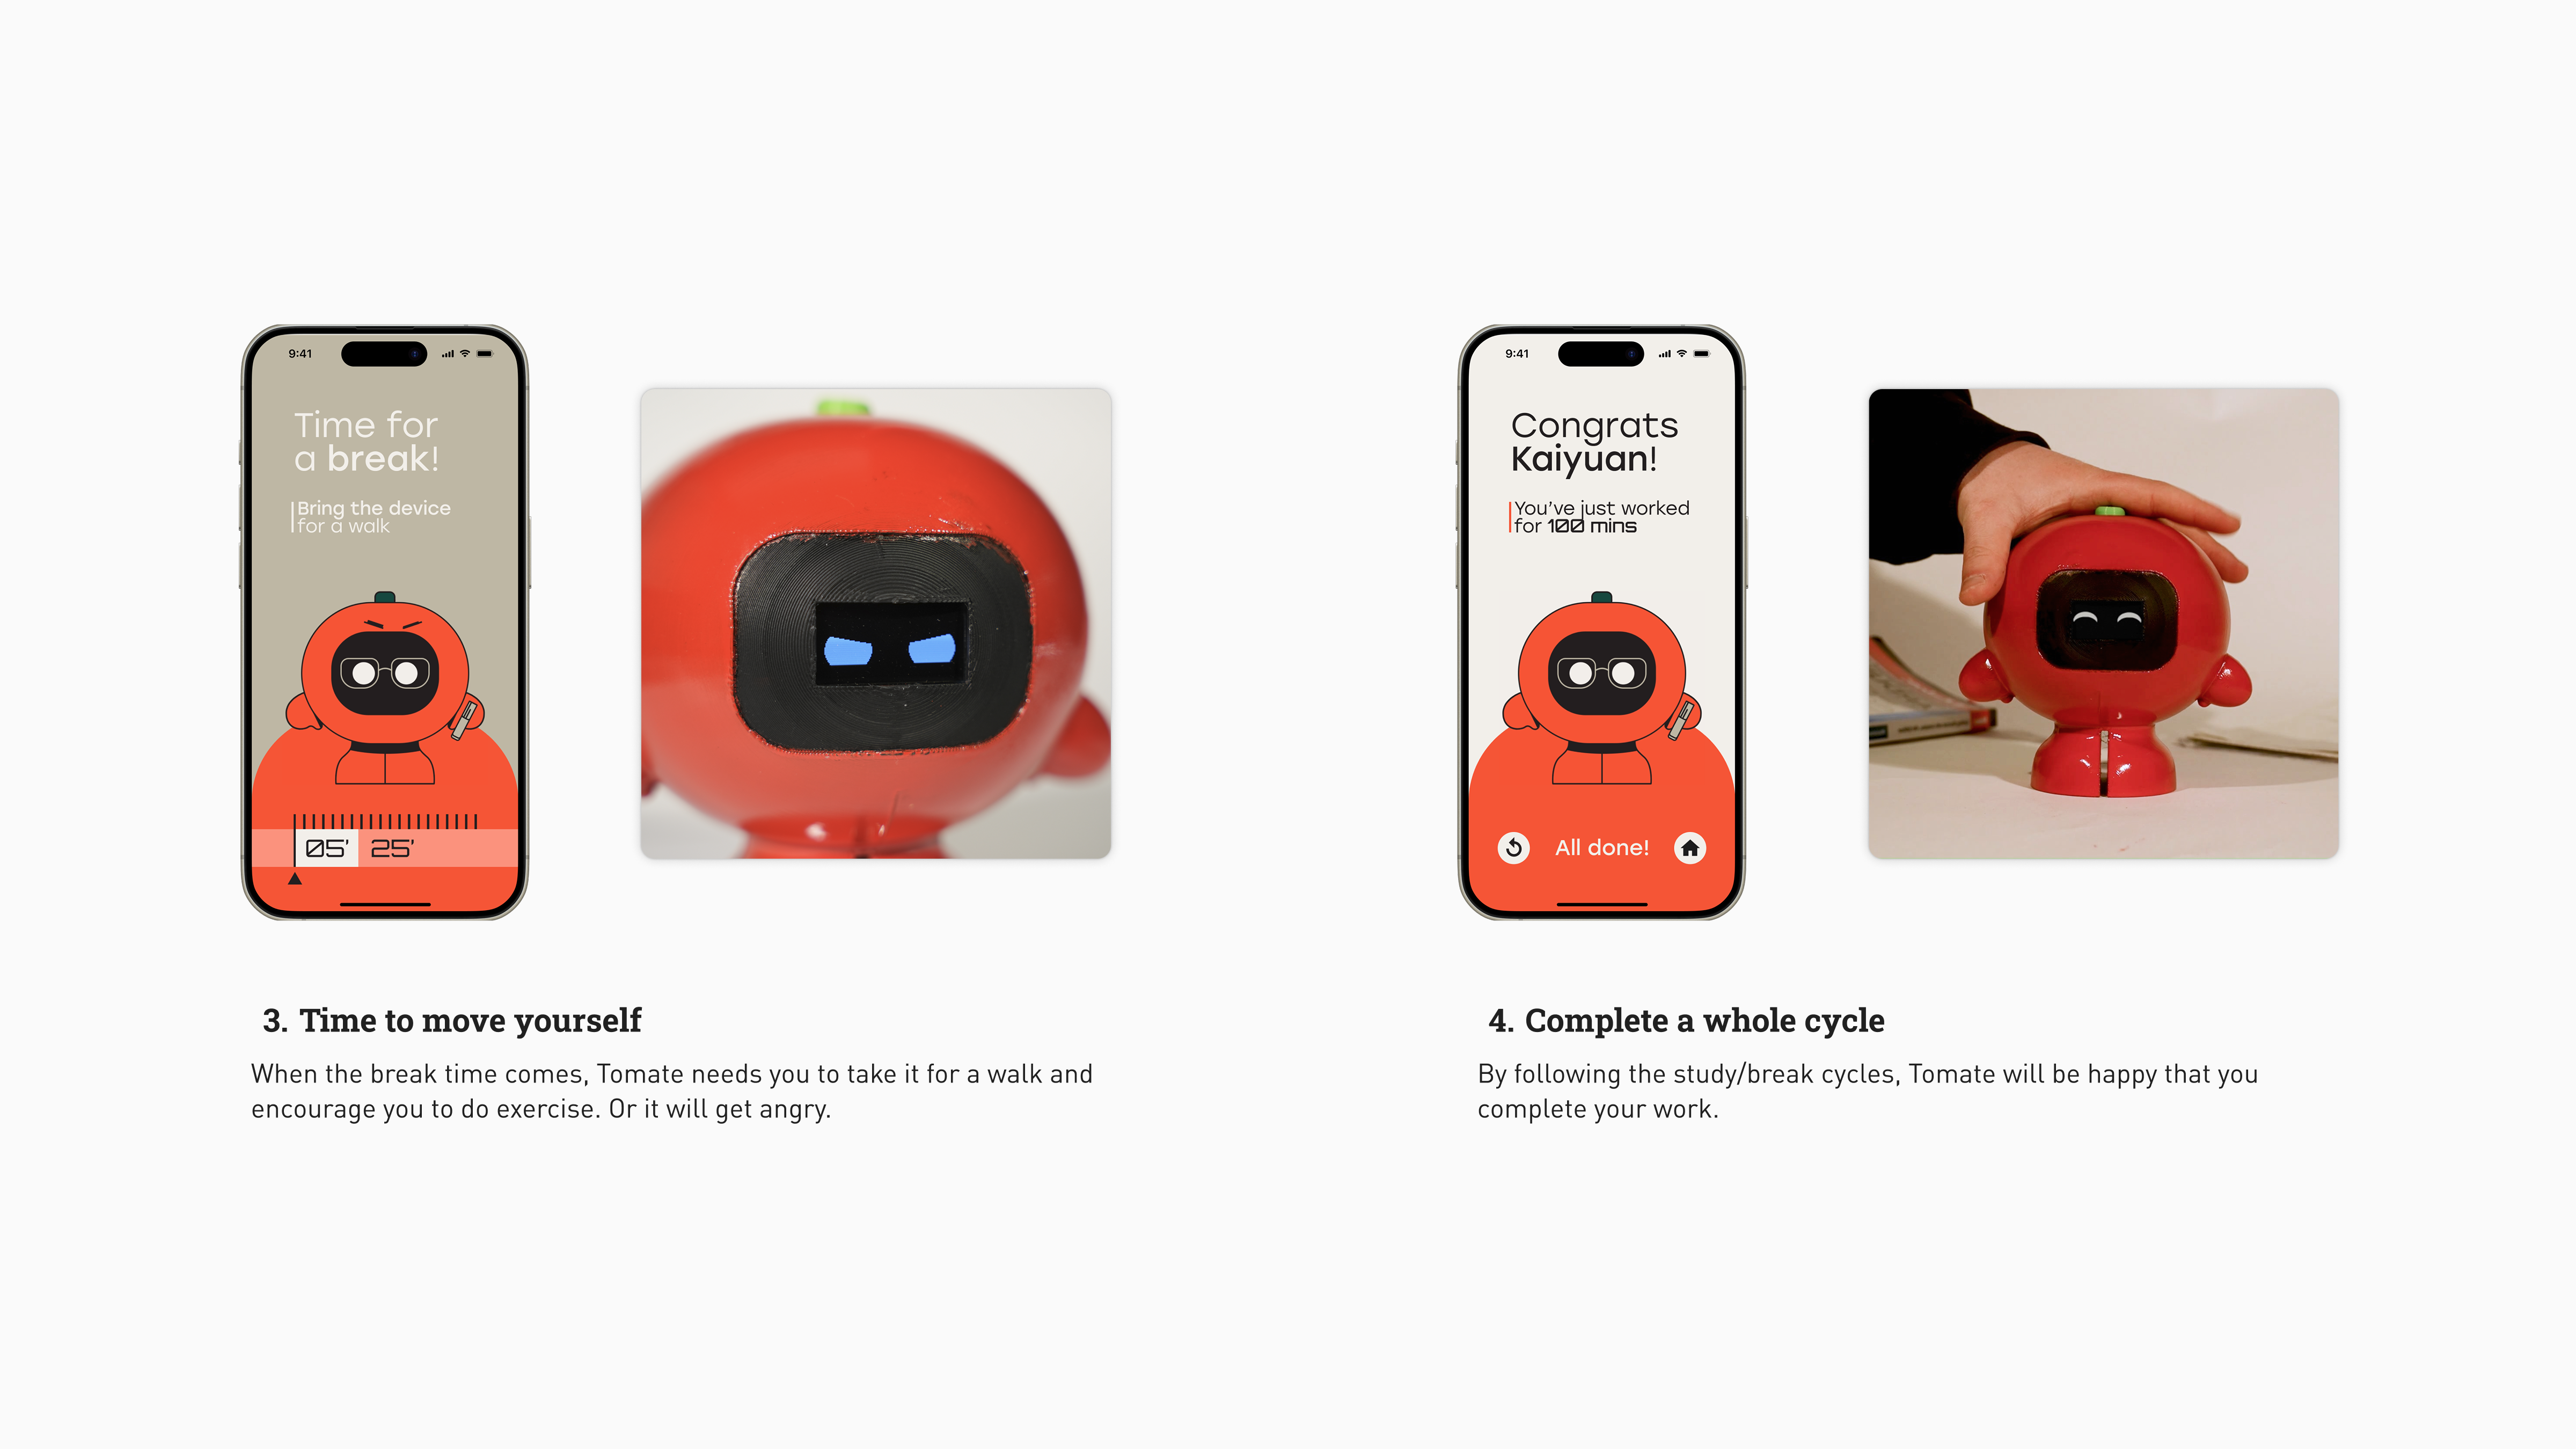 9:41
Time for
a break!
Bring the device
for a walk
05' 25'
9:41
Congrats
Kaiyuan!
You've just worked
for 100 mins
All done!
3. Time to move yourself
When the break time comes, Tomate needs you to take it for a walk and
encourage you to do exercise. Or it will get angry.
4. Complete a whole cycle
By following the study/break cycles, Tomate will be happy that you
complete your work.